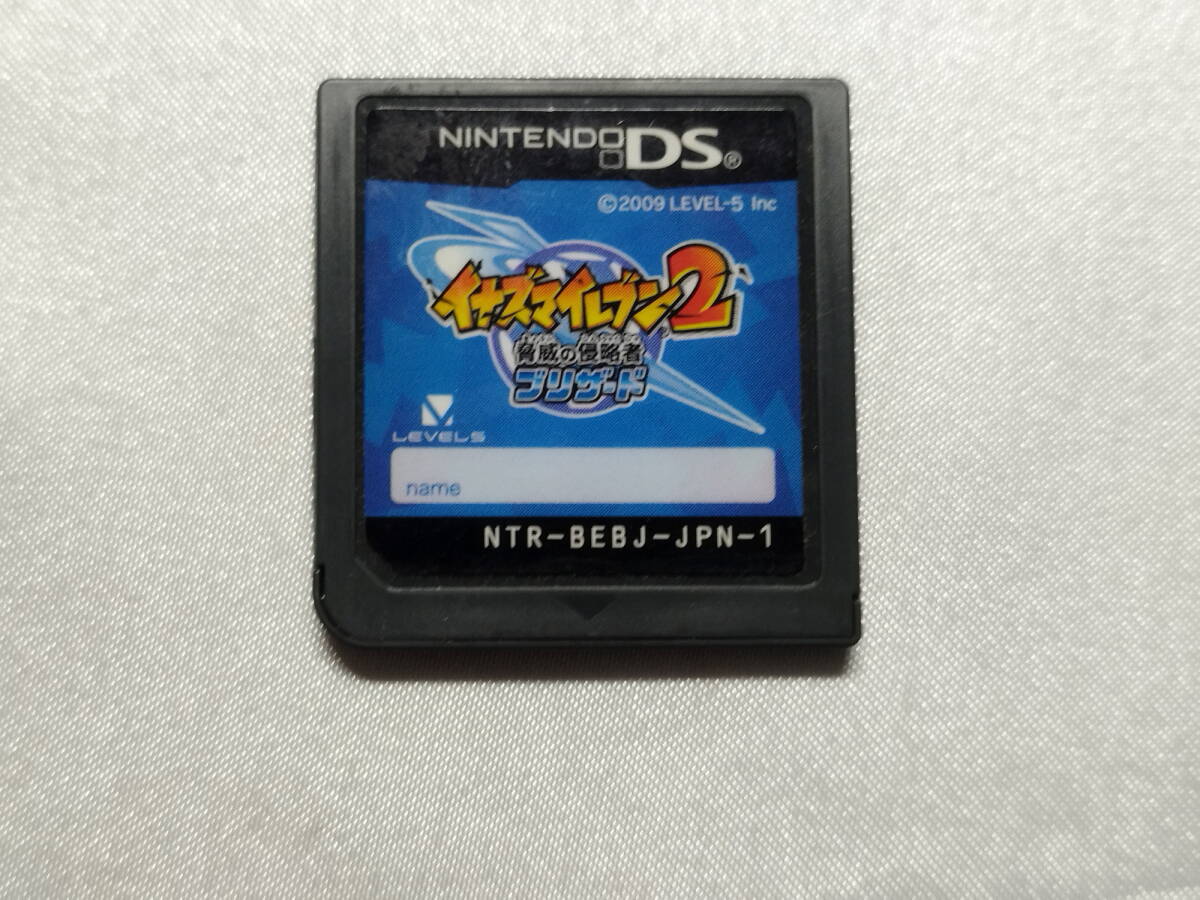 NINTENDO DS®
©2009 LEVEL-5 Inc
イナズマイレブン2
脅威の侵略者
ブリザード
LEVEL5
name
NTR-BEBJ-JPN-1